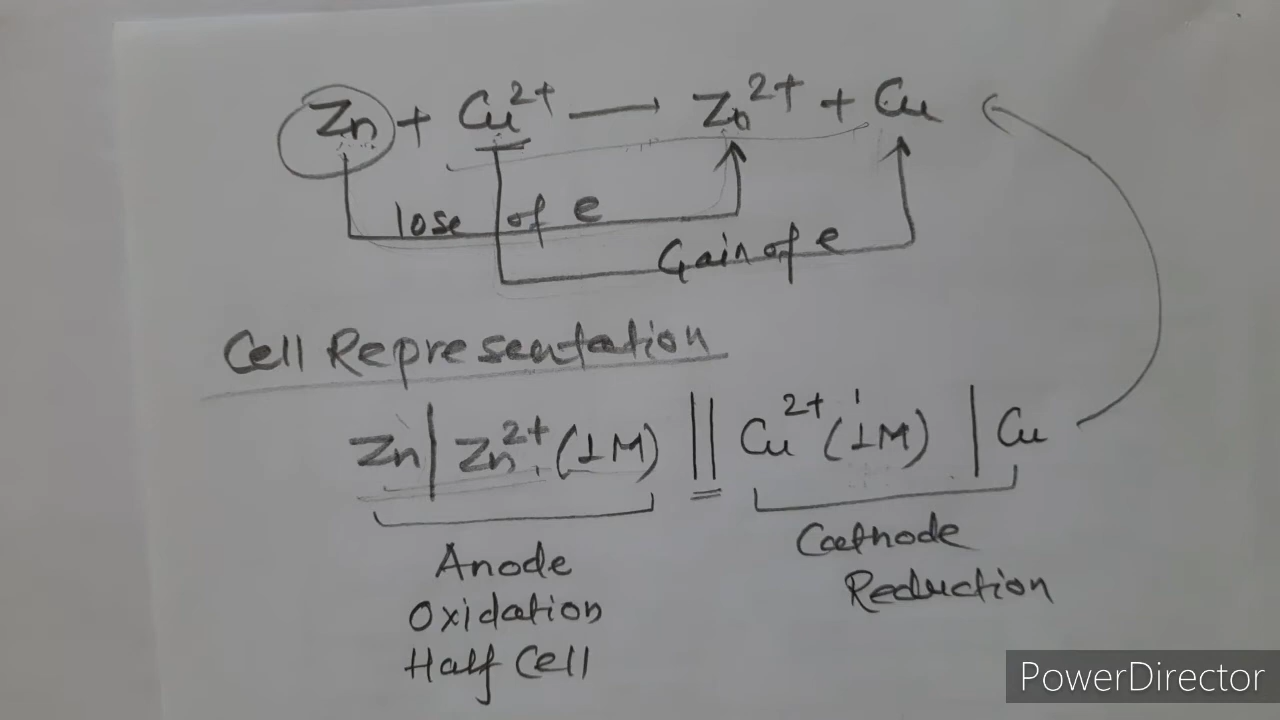 Zn + Cu²⁺ ⟶ Zn²⁺ + Cu
lose of e
Gain of e
Cell Representation
Zn | Zn²⁺ (1M) || Cu²⁺ (1M) | Cu
Anode
Oxidation
Half Cell
Cathode
Reduction
PowerDirector